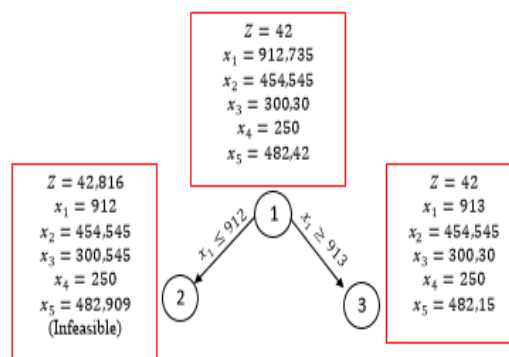 Z = 42
x₁ = 912,735
x₂ = 454,545
x₃ = 300,30
x₄ = 250
x₅ = 482,42
1
x₁ ≤ 912
x₁ ≥ 913
Z = 42,816
x₁ = 912
x₂ = 454,545
x₃ = 300,545
x₄ = 250
x₅ = 482,909
(Infeasible)
2
3
Z = 42
x₁ = 913
x₂ = 454,545
x₃ = 300,30
x₄ = 250
x₅ = 482,15